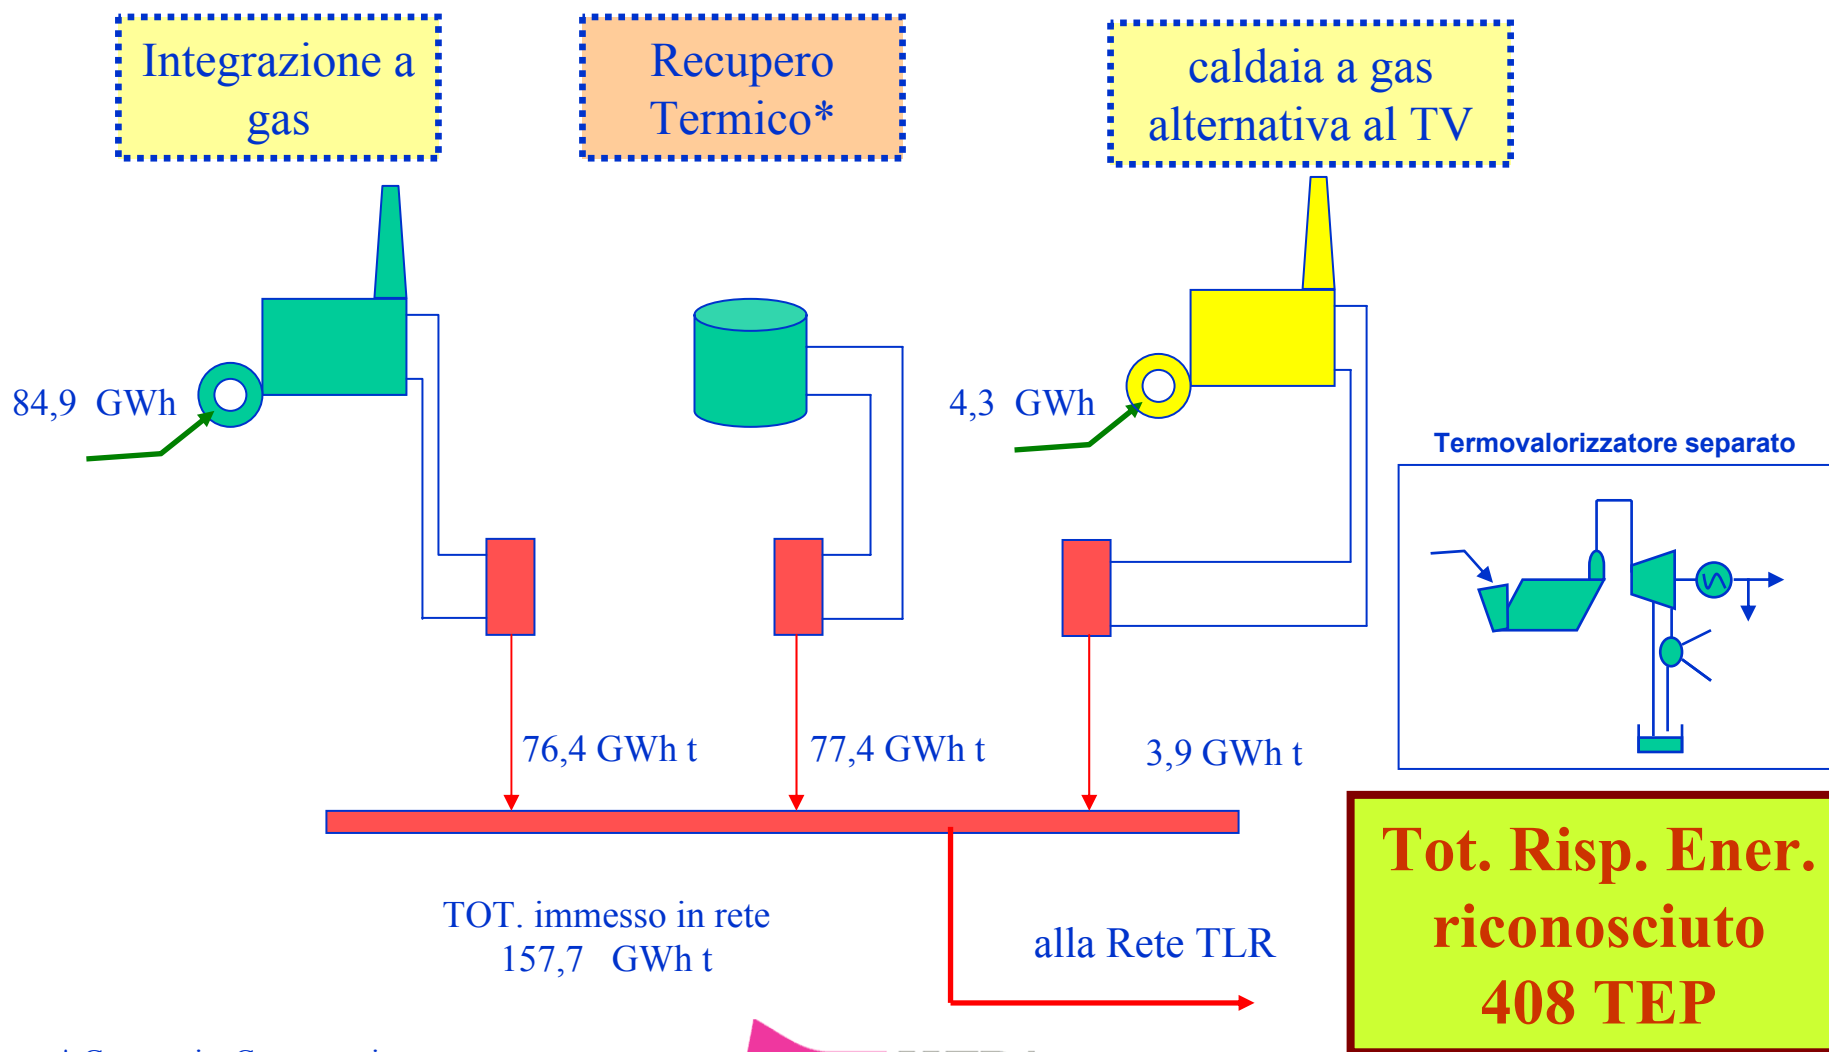 Integrazione a
gas
Recupero
Termico*
caldaia a gas
alternativa al TV
84,9 GWh
4,3 GWh
Termovalorizzatore separato
76,4 GWh t
77,4 GWh t
3,9 GWh t
TOT. immesso in rete
157,7 GWh t
alla Rete TLR
Tot. Risp. Ener.
riconosciuto
408 TEP